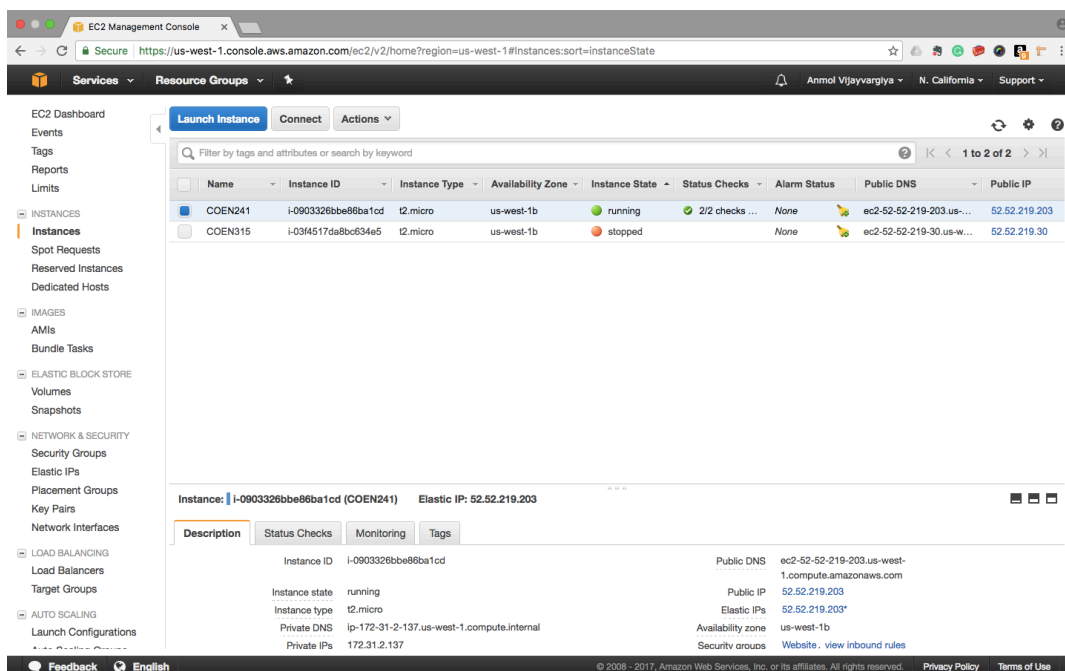 EC2 Management Console
Secure https://us-west-1.console.aws.amazon.com/ec2/v2/home?region=us-west-1#Instances:sort=instanceState
Services Resource Groups Anmol Vijayvargiya N. California Support
EC2 Dashboard
Events
Tags
Reports
Limits
INSTANCES
Instances
Spot Requests
Reserved Instances
Dedicated Hosts
IMAGES
AMIs
Bundle Tasks
ELASTIC BLOCK STORE
Volumes
Snapshots
NETWORK & SECURITY
Security Groups
Elastic IPs
Placement Groups
Key Pairs
Network Interfaces
LOAD BALANCING
Load Balancers
Target Groups
AUTO SCALING
Launch Configurations
Auto Scaling Groups
Launch Instance Connect Actions
Filter by tags and attributes or search by keyword 1 to 2 of 2
Name Instance ID Instance Type Availability Zone Instance State Status Checks Alarm Status Public DNS Public IP
COEN241 i-0903326bbe86ba1cd t2.micro us-west-1b running 2/2 checks ... None ec2-52-52-219-203.us-... 52.52.219.203
COEN315 i-03f4517da8bc634e5 t2.micro us-west-1b stopped None ec2-52-52-219-30.us-w... 52.52.219.30
Instance: i-0903326bbe86ba1cd (COEN241) Elastic IP: 52.52.219.203
Description Status Checks Monitoring Tags
Instance ID i-0903326bbe86ba1cd Public DNS ec2-52-52-219-203.us-west-
1.compute.amazonaws.com
Instance state running Public IP 52.52.219.203
Instance type t2.micro Elastic IPs 52.52.219.203*
Private DNS ip-172-31-2-137.us-west-1.compute.internal Availability zone us-west-1b
Private IPs 172.31.2.137 Security groups Website. view inbound rules
Feedback English © 2008 - 2017, Amazon Web Services, Inc. or its affiliates. All rights reserved. Privacy Policy Terms of Use